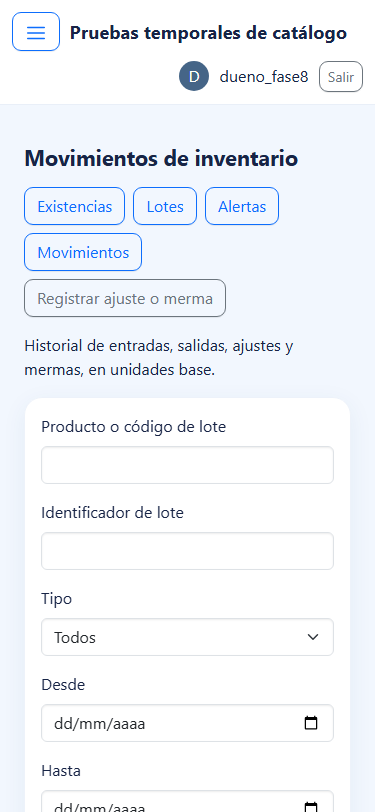 Pruebas temporales de catálogo
D dueno_fase8 Salir
Movimientos de inventario
Existencias Lotes Alertas
Movimientos
Registrar ajuste o merma
Historial de entradas, salidas, ajustes y
mermas, en unidades base.
Producto o código de lote
Identificador de lote
Tipo
Todos
Desde
dd/mm/aaaa
Hasta
dd/mm/aaaa